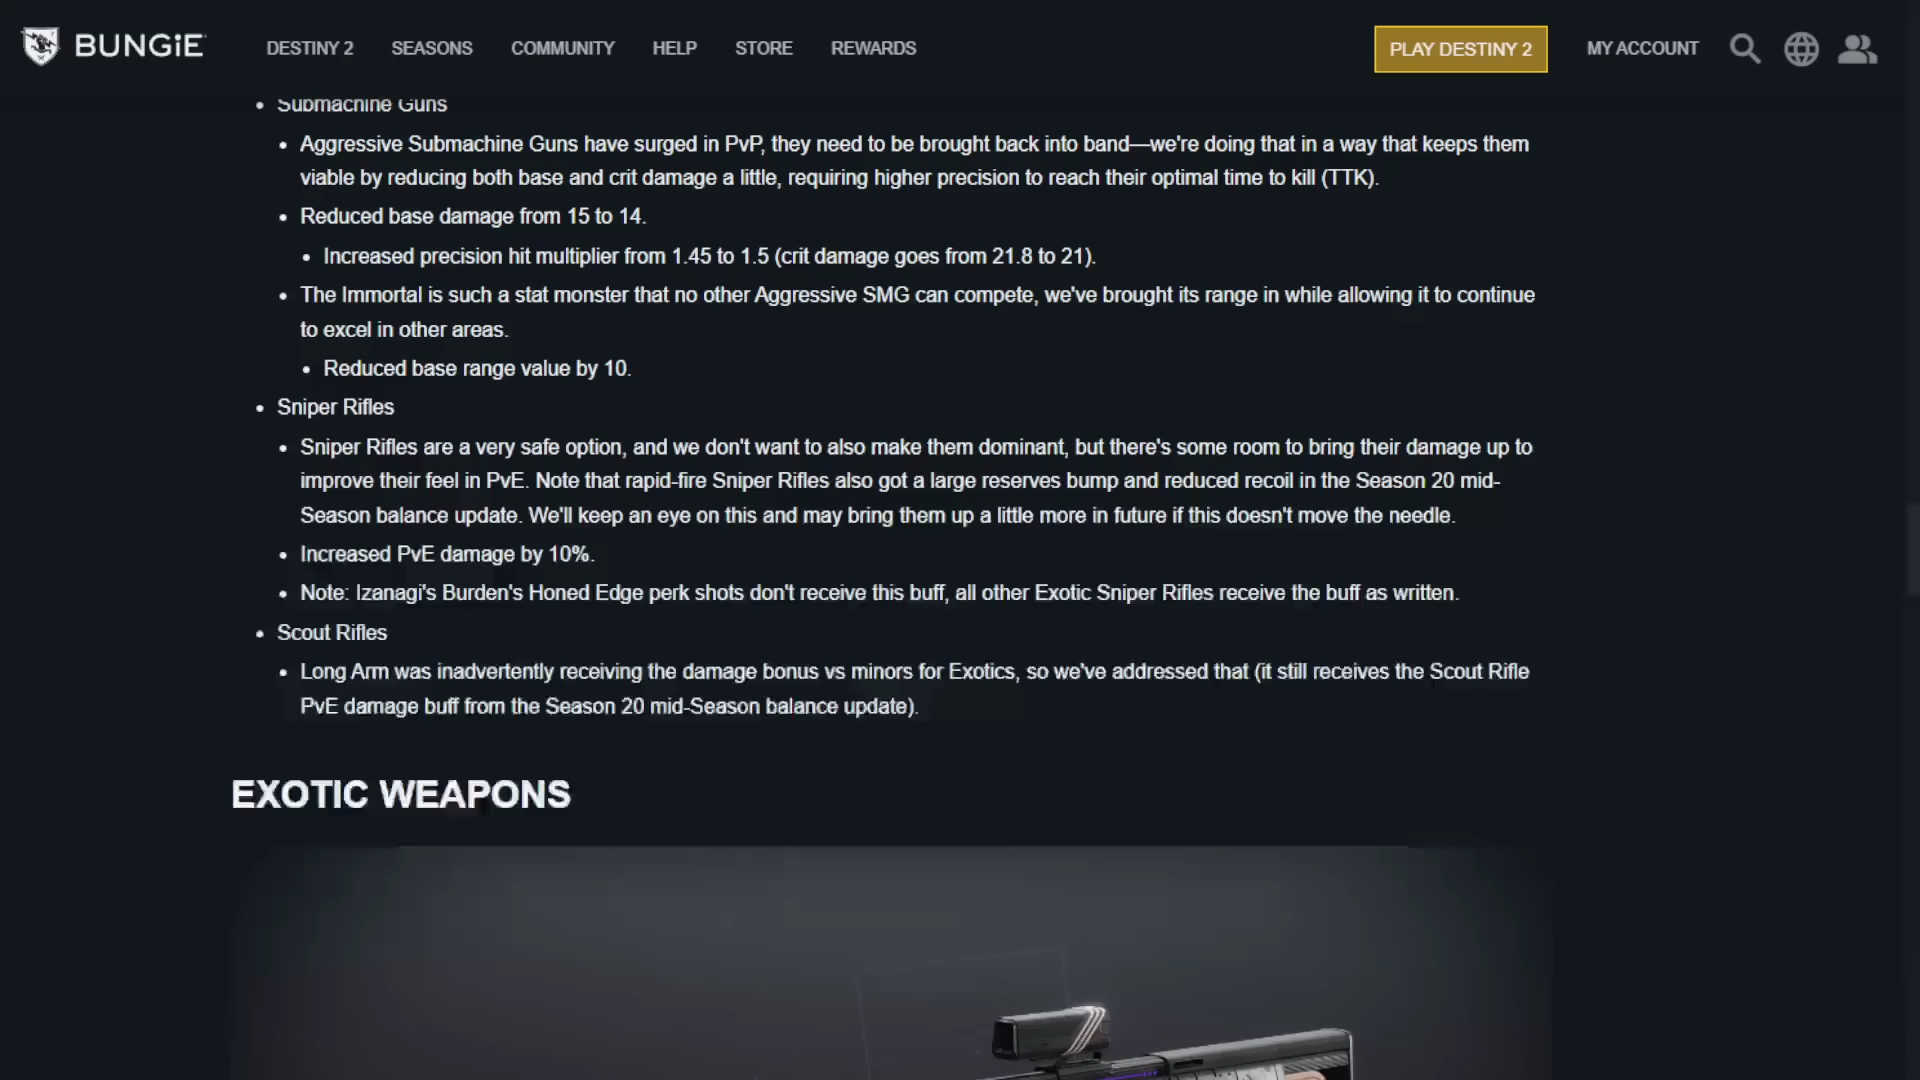 BUNGiE
DESTINY 2 SEASONS COMMUNITY HELP STORE REWARDS PLAY DESTINY 2 MY ACCOUNT
Submachine Guns
Aggressive Submachine Guns have surged in PvP, they need to be brought back into band—we're doing that in a way that keeps them
viable by reducing both base and crit damage a little, requiring higher precision to reach their optimal time to kill (TTK).
Reduced base damage from 15 to 14.
Increased precision hit multiplier from 1.45 to 1.5 (crit damage goes from 21.8 to 21).
The Immortal is such a stat monster that no other Aggressive SMG can compete, we've brought its range in while allowing it to continue
to excel in other areas.
Reduced base range value by 10.
Sniper Rifles
Sniper Rifles are a very safe option, and we don't want to also make them dominant, but there's some room to bring their damage up to
improve their feel in PvE. Note that rapid-fire Sniper Rifles also got a large reserves bump and reduced recoil in the Season 20 mid-
Season balance update. We'll keep an eye on this and may bring them up a little more in future if this doesn't move the needle.
Increased PvE damage by 10%.
Note: Izanagi's Burden's Honed Edge perk shots don't receive this buff, all other Exotic Sniper Rifles receive the buff as written.
Scout Rifles
Long Arm was inadvertently receiving the damage bonus vs minors for Exotics, so we've addressed that (it still receives the Scout Rifle
PvE damage buff from the Season 20 mid-Season balance update).
EXOTIC WEAPONS